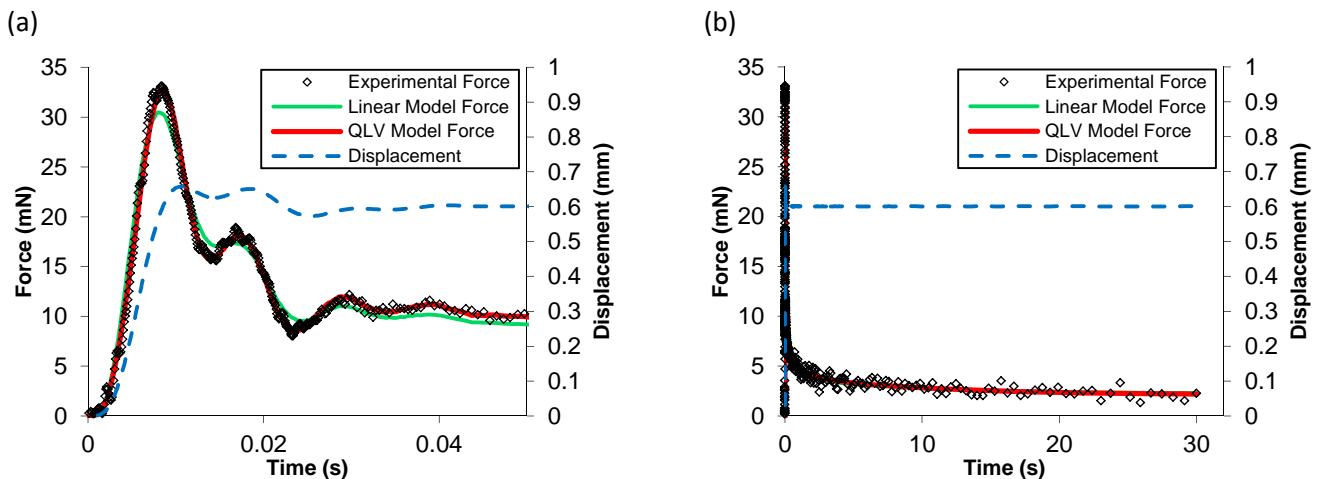 (a)
Force (mN)
35
30
25
20
15
10
5
0
0
0.02
0.04
Time (s)
1
0.9
0.8
0.7
0.6
0.5
0.4
0.3
0.2
0.1
0
Displacement (mm)
Experimental Force
Linear Model Force
QLV Model Force
Displacement
(b)
Force (mN)
35
30
25
20
15
10
5
0
0
10
20
30
Time (s)
1
0.9
0.8
0.7
0.6
0.5
0.4
0.3
0.2
0.1
0
Displacement (mm)
Experimental Force
Linear Model Force
QLV Model Force
Displacement